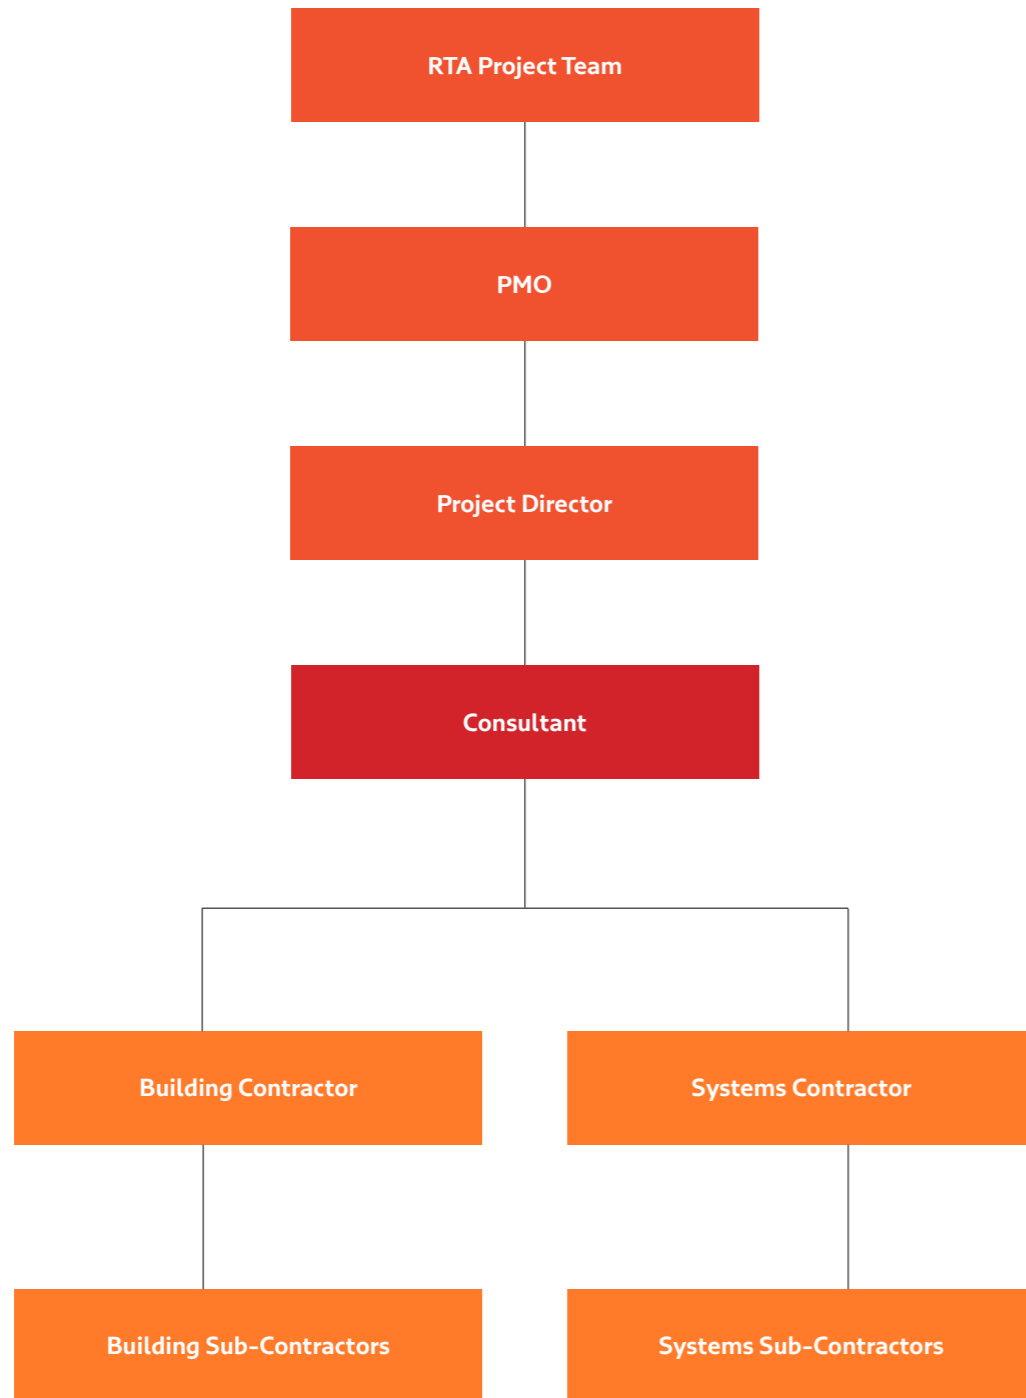 RTA Project Team
PMO
Project Director
Consultant
Building Contractor
Systems Contractor
Building Sub-Contractors
Systems Sub-Contractors